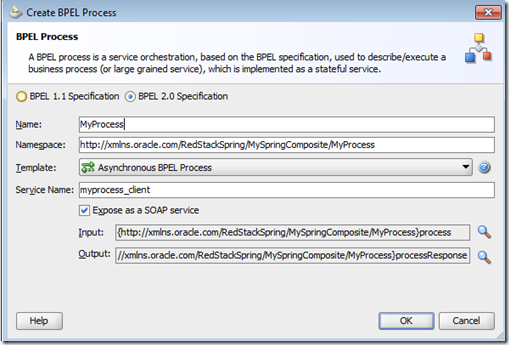 Create BPEL Process
BPEL Process
A BPEL process is a service orchestration, based on the BPEL specification, used to describe/execute a
business process (or large grained service), which is implemented as a stateful service.
BPEL 1.1 Specification BPEL 2.0 Specification
Name: MyProcess
Namespace: http://xmlns.oracle.com/RedStackSpring/MySpringComposite/MyProcess
Template: Asynchronous BPEL Process
Service Name: myprocess_client
Expose as a SOAP service
Input: {http://xmlns.oracle.com/RedStackSpring/MySpringComposite/MyProcess}process
Output: //xmlns.oracle.com/RedStackSpring/MySpringComposite/MyProcess}processResponse
Help OK Cancel